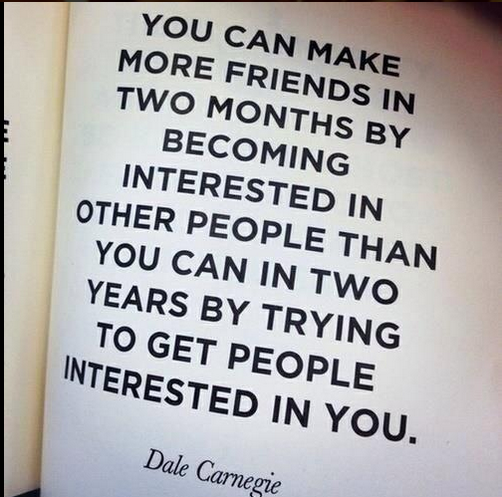 YOU CAN MAKE
MORE FRIENDS IN
TWO MONTHS BY
BECOMING
INTERESTED IN
OTHER PEOPLE THAN
YOU CAN IN TWO
YEARS BY TRYING
TO GET PEOPLE
INTERESTED IN YOU.
Dale Carnegie